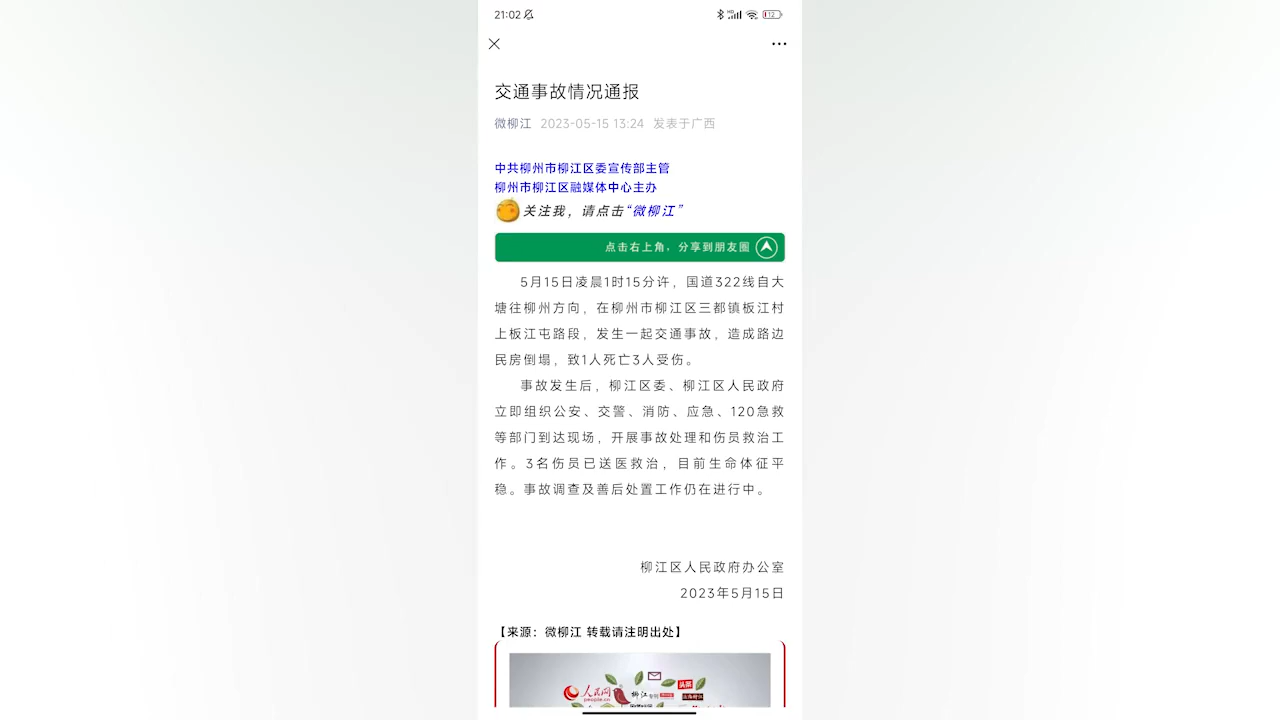 21:02
12
交通事故情况通报
微柳江 2023-05-15 13:24 发表于广西
中共柳州市柳江区委宣传部主管
柳州市柳江区融媒体中心主办
关注我，请点击“微柳江”
点击右上角，分享到朋友圈
5月15日凌晨1时15分许，国道322线自大
塘往柳州方向，在柳州市柳江区三都镇板江村
上板江屯路段，发生一起交通事故，造成路边
民房倒塌，致1人死亡3人受伤。
事故发生后，柳江区委、柳江区人民政府
立即组织公安、交警、消防、应急、120急救
等部门到达现场，开展事故处理和伤员救治工
作。3名伤员已送医救治，目前生命体征平
稳。事故调查及善后处置工作仍在进行中。
柳江区人民政府办公室
2023年5月15日
【来源：微柳江 转载请注明出处】
人民网
people.cn
柳江
头条